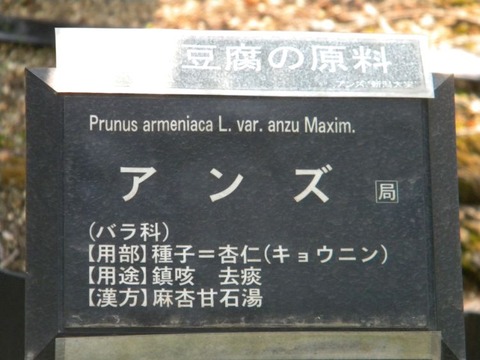 豆腐の原料
Prunus armeniaca L. var. anzu Maxim.
アンズ 局
(バラ科)
【用部】種子＝杏仁(キョウニン)
【用途】鎮咳 去痰
【漢方】麻杏甘石湯